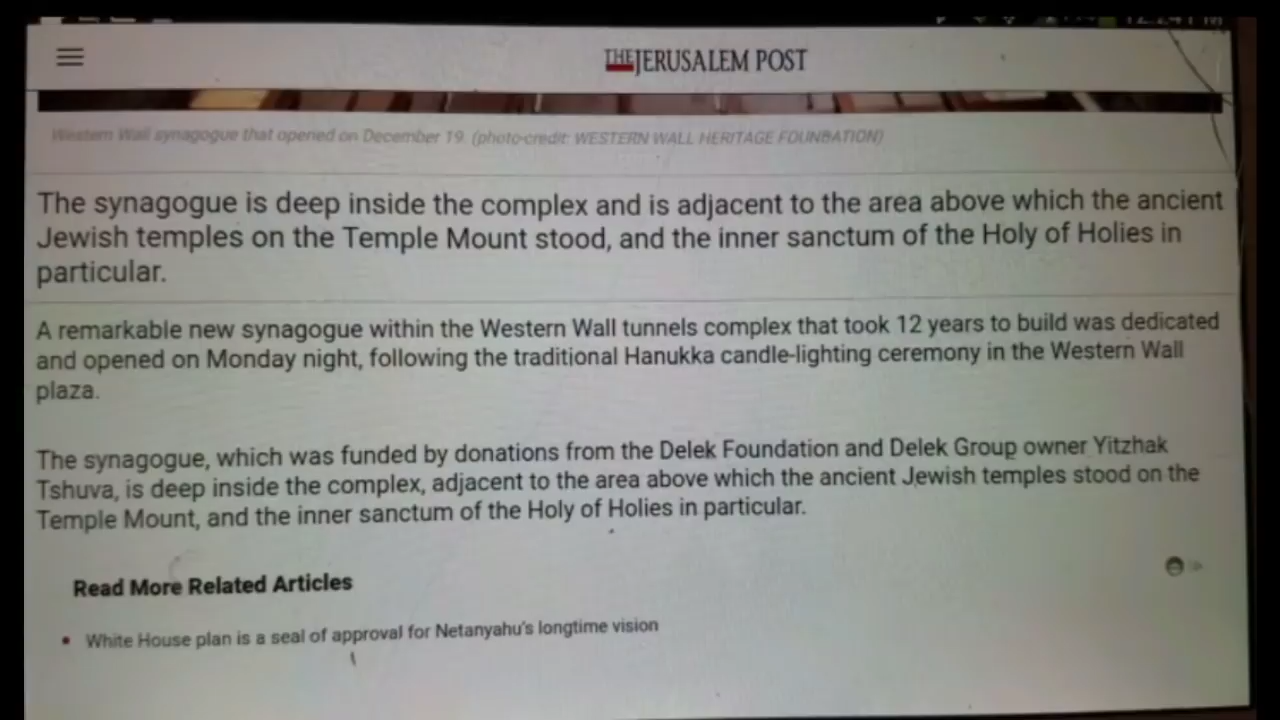 THE JERUSALEM POST
Western Wall synagogue that opened on December 19. (photo-credit: WESTERN WALL HERITAGE FOUNDATION)
The synagogue is deep inside the complex and is adjacent to the area above which the ancient
Jewish temples on the Temple Mount stood, and the inner sanctum of the Holy of Holies in
particular.
A remarkable new synagogue within the Western Wall tunnels complex that took 12 years to build was dedicated
and opened on Monday night, following the traditional Hanukka candle-lighting ceremony in the Western Wall
plaza.
The synagogue, which was funded by donations from the Delek Foundation and Delek Group owner Yitzhak
Tshuva, is deep inside the complex, adjacent to the area above which the ancient Jewish temples stood on the
Temple Mount, and the inner sanctum of the Holy of Holies in particular.
Read More Related Articles
• White House plan is a seal of approval for Netanyahu's longtime vision